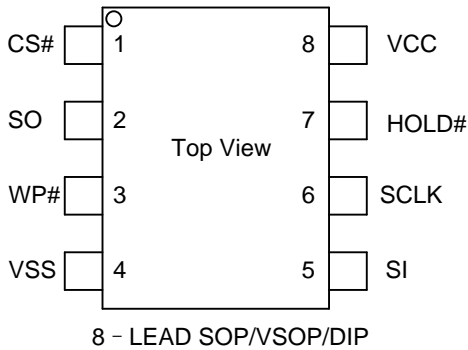 CS# 1 8 VCC
SO 2 7 HOLD#
Top View
WP# 3 6 SCLK
VSS 4 5 SI
8 - LEAD SOP/VSOP/DIP